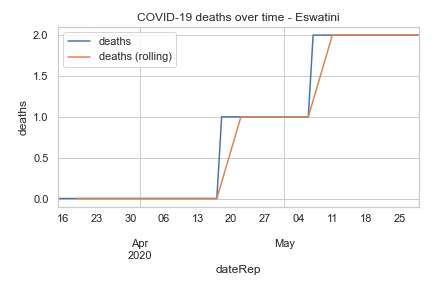 COVID-19 deaths over time - Eswatini
deaths
deaths (rolling)
2.0
1.5
1.0
0.5
0.0
deaths
16 23 30 06 13 20 27 04 11 18 25
Apr May
2020
dateRep